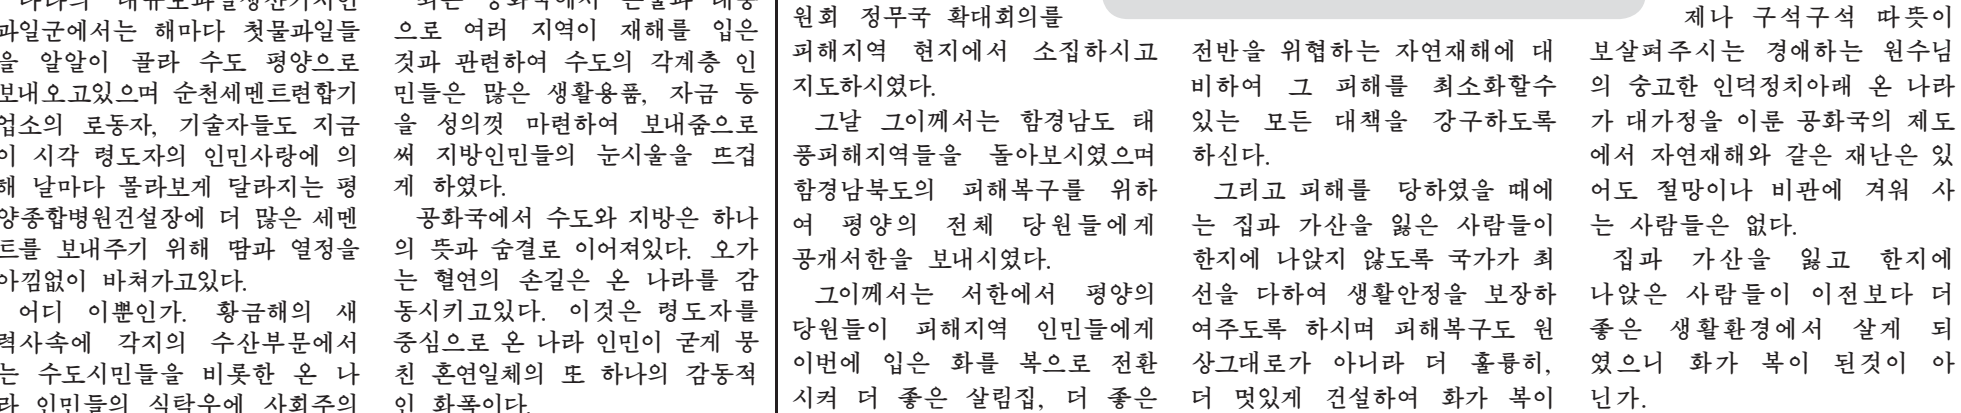 파일군에서는 해마다 첫물과일들
을 알알이 골라 수도 평양으로
보내오고있으며 순천세멘트련합기
업소의 로동자, 기술자들도 지금
이 시각 령도자의 인민사랑에 의
해 날마다 몰라보게 달라지는 평
양종합병원건설장에 더 많은 세멘
트를 보내주기 위해 땀과 열정을
아낌없이 바쳐가고있다.
어디 이뿐인가. 황금해의 새
력사속에 각지의 수산부문에서
는 수도시민들을 비롯한 온 나
라 인민들의 식탁우에 사회주의
으로 여러 지역이 재해를 입은
것과 관련하여 수도의 각계층 인
민들은 많은 생활용품, 자금 등
을 성의껏 마련하여 보내줌으로
써 지방인민들의 눈시울을 뜨겁
게 하였다.
공화국에서 수도와 지방은 하나
의 뜻과 숨결로 이어져있다. 오가
는 혈연의 손길은 온 나라를 감
동시키고있다. 이것은 령도자를
중심으로 온 나라 인민이 굳게 뭉
친 혼연일체의 또 하나의 감동적
인 화폭이다.
원회 정무국 확대회의를
피해지역 현지에서 소집하시고
지도하시였다.
그날 그이께서는 함경남도 태
풍피해지역들을 돌아보시였으며
함경남북도의 피해복구를 위하
여 평양의 전체 당원들에게
공개서한을 보내시였다.
그이께서는 서한에서 평양의
당원들이 피해지역 인민들에게
이번에 입은 화를 복으로 전환
시켜 더 좋은 살림집, 더 좋은
전반을 위협하는 자연재해에 대
비하여 그 피해를 최소화할수
있는 모든 대책을 강구하도록
하신다.
그리고 피해를 당하였을 때에
는 집과 가산을 잃은 사람들이
한지에 나앉지 않도록 국가가 최
선을 다하여 생활안정을 보장하
여주도록 하시며 피해복구도 원
상그대로가 아니라 더 훌륭히,
더 멋있게 건설하여 화가 복이
제나 구석구석 따뜻이
보살펴주시는 경애하는 원수님
의 숭고한 인덕정치아래 온 나라
가 대가정을 이룬 공화국의 제도
에서 자연재해와 같은 재난은 있
어도 절망이나 비관에 겨워 사
는 사람들은 없다.
집과 가산을 잃고 한지에
나앉은 사람들이 이전보다 더
좋은 생활환경에서 살게 되
였으니 화가 복이 된것이 아
닌가.